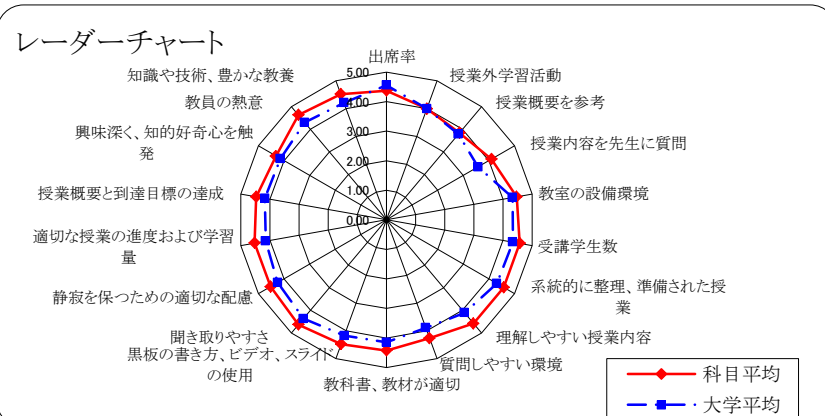 レーダーチャート
出席率
授業外学習活動
授業概要を参考
授業内容を先生に質問
教室の設備環境
受講学生数
系統的に整理、準備された授
業
理解しやすい授業内容
質問しやすい環境
教科書、教材が適切
黒板の書き方、ビデオ、スライド
の使用
聞き取りやすさ
静寂を保つための適切な配慮
適切な授業の進度および学習
量
授業概要と到達目標の達成
興味深く、知的好奇心を触
発
教員の熱意
知識や技術、豊かな教養
5.00
4.00
3.00
2.00
1.00
0.00
科目平均
大学平均